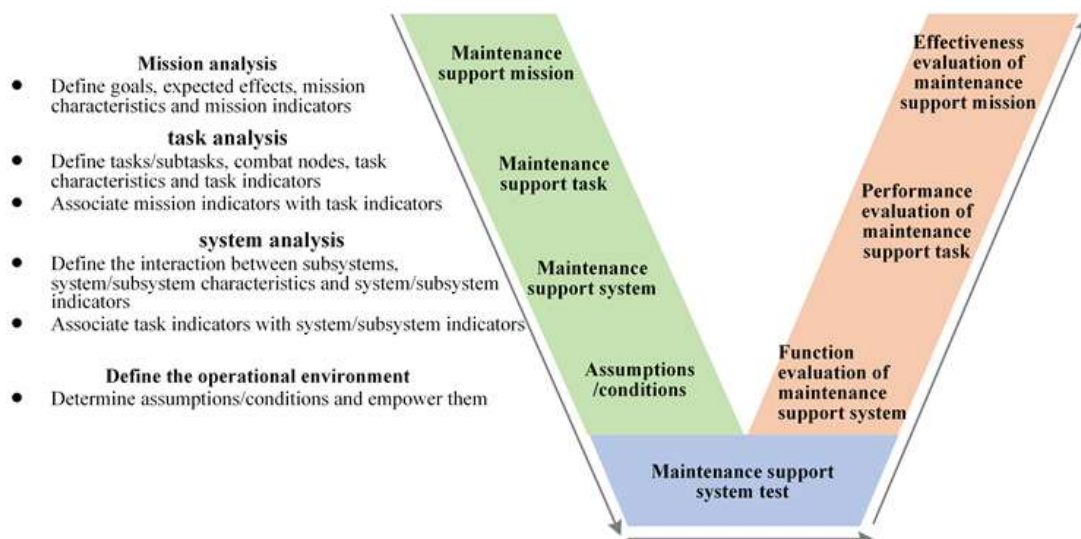 Mission analysis
● Define goals, expected effects, mission
characteristics and mission indicators
task analysis
● Define tasks/subtasks, combat nodes, task
characteristics and task indicators
● Associate mission indicators with task indicators
system analysis
● Define the interaction between subsystems,
system/subsystem characteristics and system/subsystem
indicators
● Associate task indicators with system/subsystem indicators
Define the operational environment
● Determine assumptions/conditions and empower them
Maintenance
support mission
Maintenance
support task
Maintenance
support system
Assumptions
/conditions
Maintenance support
system test
Effectiveness
evaluation of
maintenance
support mission
Performance
evaluation of
maintenance
support task
Function
evaluation of
maintenance
support system